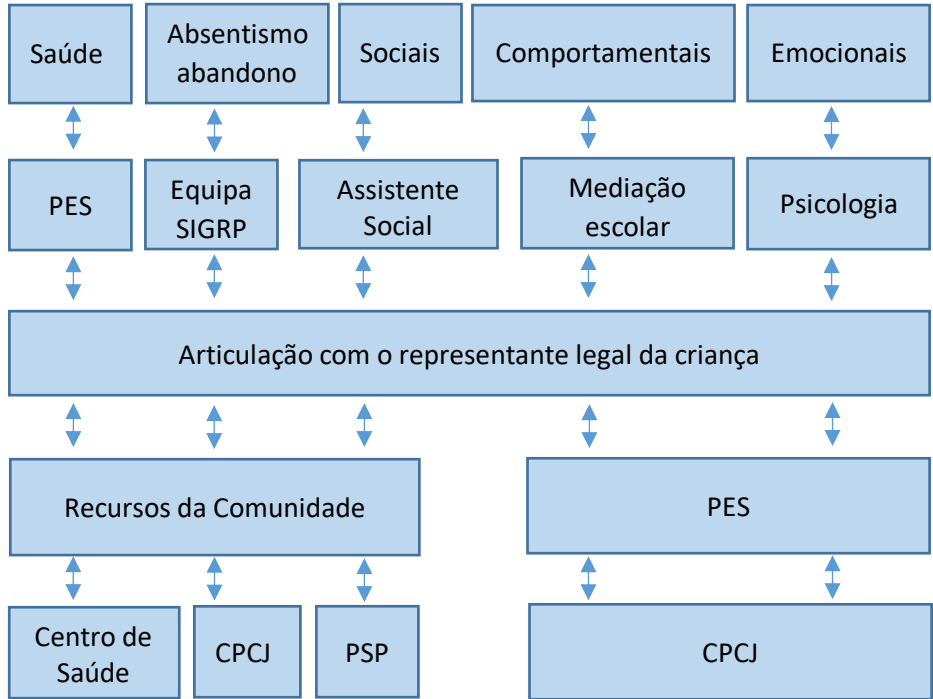 Saúde
Absentismo
abandono
Sociais
Comportamentais
Emocionais
PES
Equipa
SIGRP
Assistente
Social
Mediação
escolar
Psicologia
Articulação com o representante legal da criança
Recursos da Comunidade
PES
Centro de
Saúde
CPCJ
PSP
CPCJ